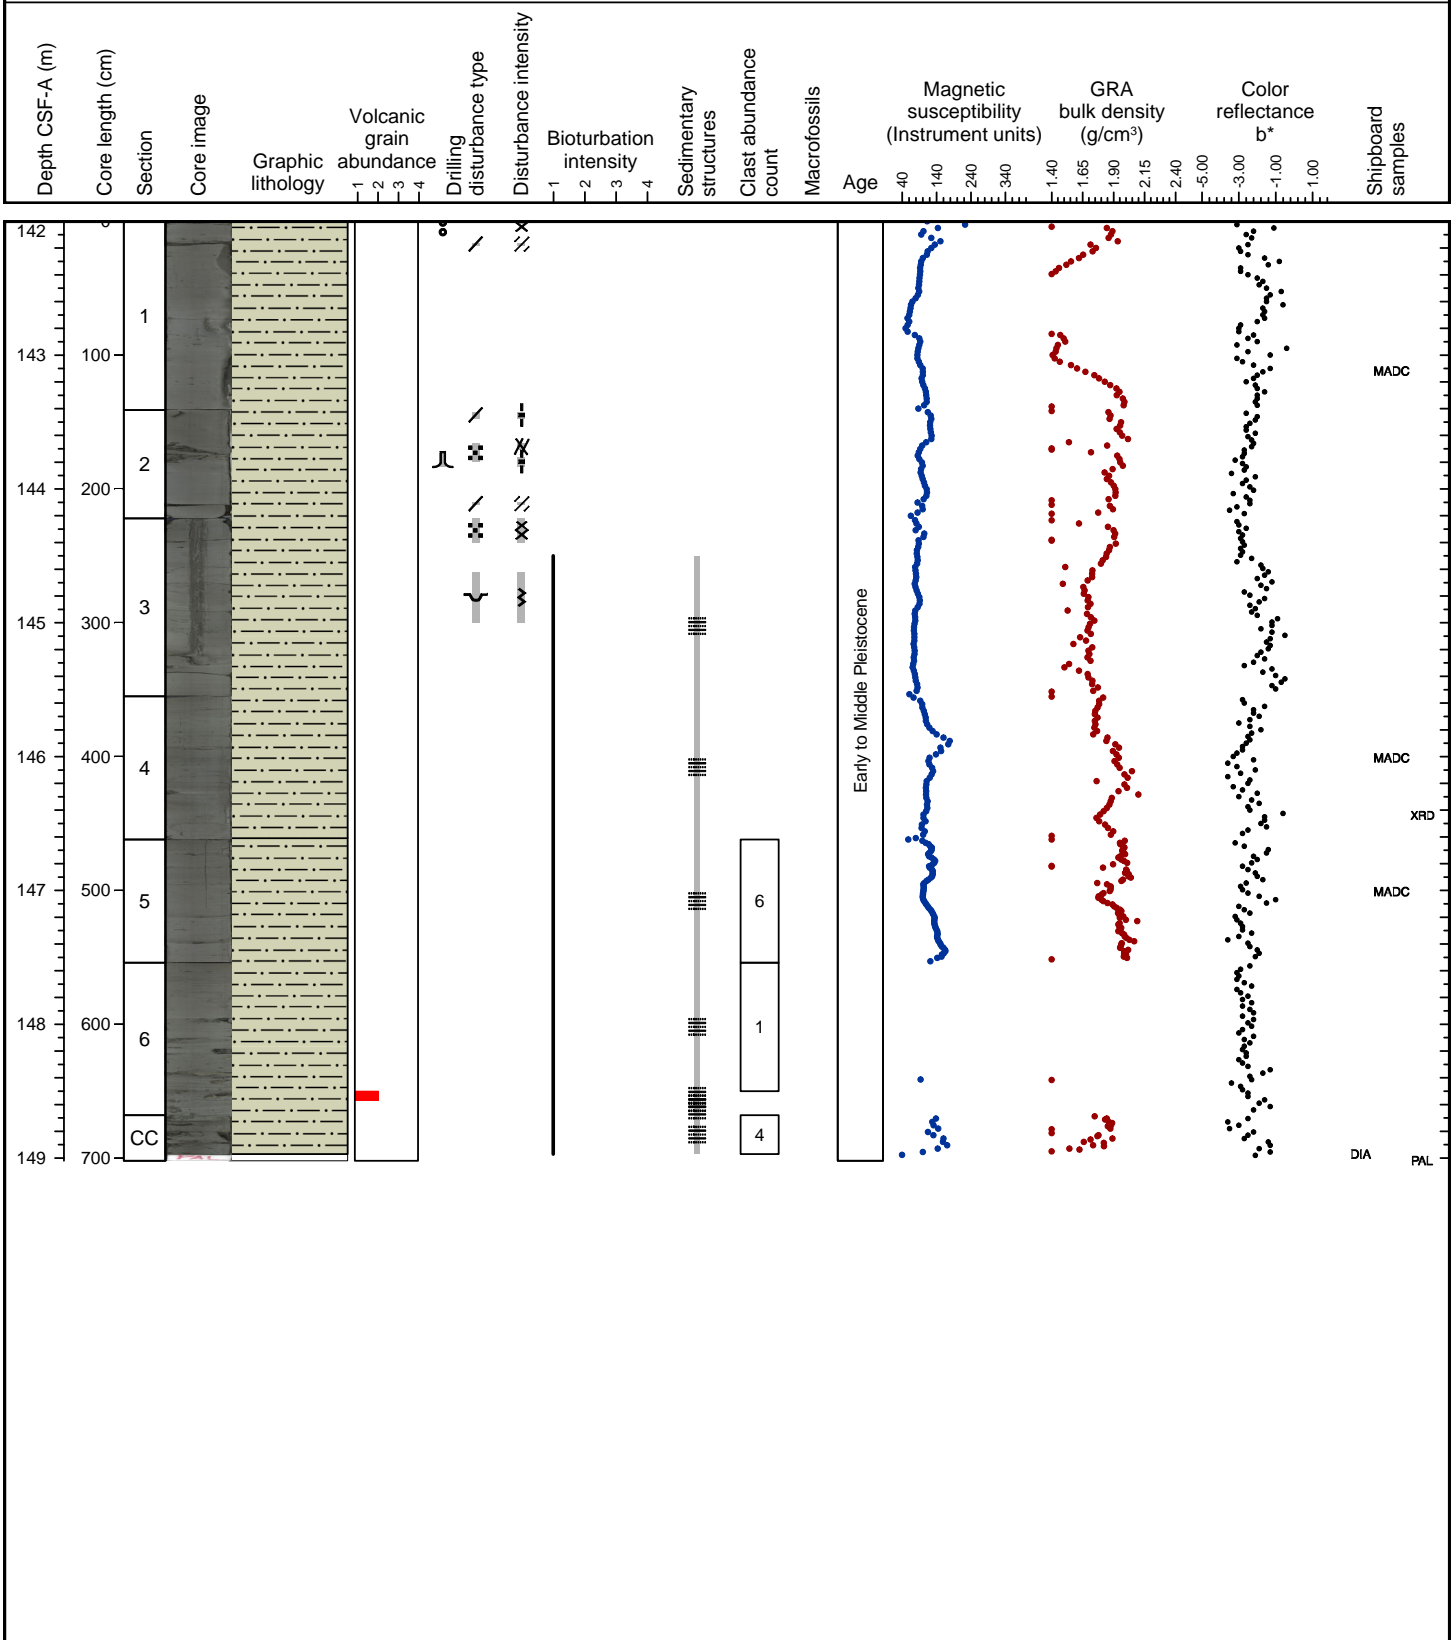 Depth CSF-A (m)
Core length (cm)
Section
Core image
Graphic
lithology
Volcanic
grain
abundance
1 2 3 4
Drilling
disturbance type
Disturbance intensity
Bioturbation
intensity
1 2 3 4
Sedimentary
structures
Clast abundance
count
Macrofossils
Age
Magnetic
susceptibility
(Instrument units)
40 140 240 340
GRA
bulk density
(g/cm³)
1.40 1.65 1.90 2.15 2.40
Color
reflectance
b*
-5.00 -3.00 -1.00 1.00
Shipboard
samples
142 0
1
143 100 MADC
2
144 200
3
145 300
Early to Middle Pleistocene
146 400 MADC
4
XRD
147 500 MADC
5 6
148 600 1
6
CC 4
149 700 PAL DIA PAL